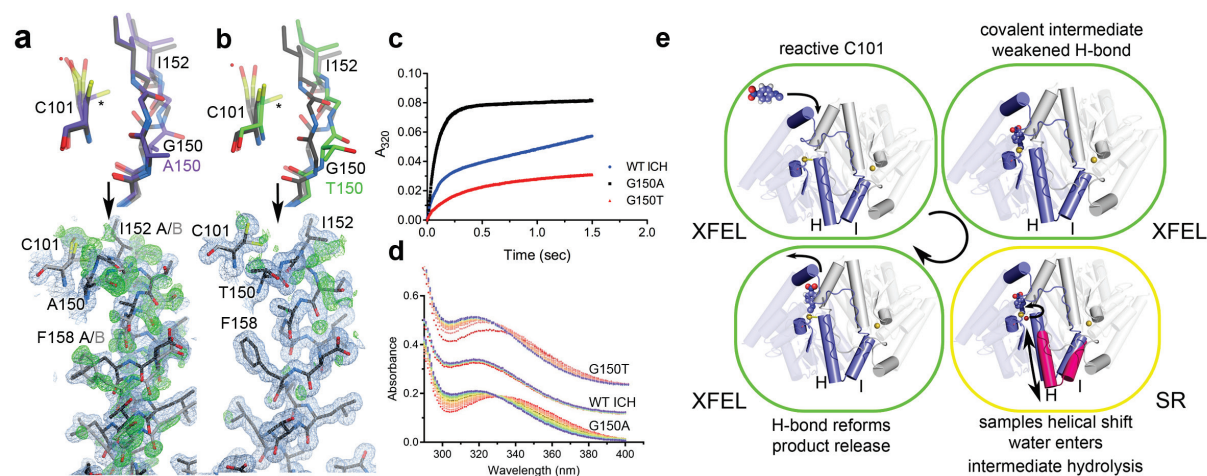 a
I152
C101
*
G150
A150
C101
I152 A/B
A150
F158 A/B
b
I152
C101
*
G150
T150
C101
I152
T150
F158
c
A320
0.10
0.08
0.06
0.04
0.02
0.00
0.0 0.5 1.0 1.5 2.0
Time (sec)
WT ICH
G150A
G150T
d
Absorbance
0.6
0.4
0.2
0.0
G150T
WT ICH
G150A
300 320 340 360 380 400
Wavelength (nm)
e
reactive C101
H
I
XFEL
covalent intermediate
weakened H-bond
H
I
XFEL
H
I
XFEL
H-bond reforms
product release
H
I
SR
samples helical shift
water enters
intermediate hydrolysis